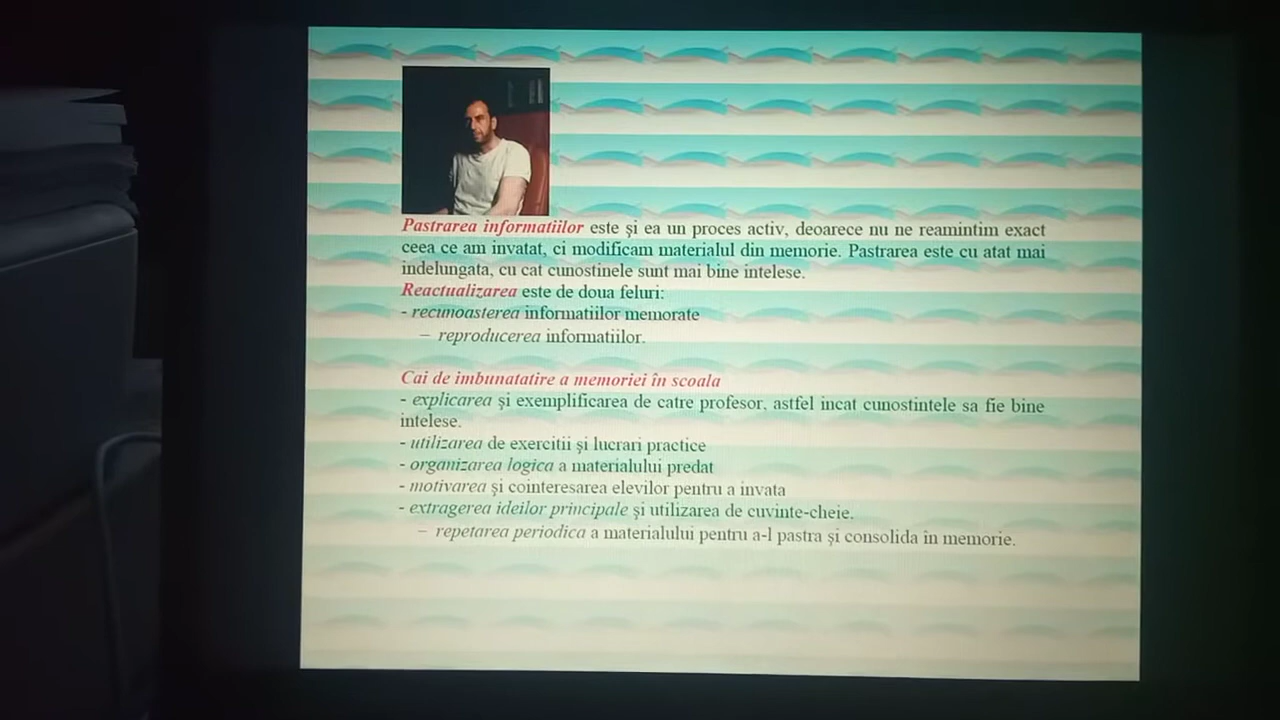 Pastrarea informatiilor este şi ea un proces activ, deoarece nu ne reamintim exact
ceea ce am invatat, ci modificam materialul din memorie. Pastrarea este cu atat mai
indelungata, cu cat cunostinele sunt mai bine intelese.
Reactualizarea este de doua feluri:
- recunoasterea informatiilor memorate
– reproducerea informatiilor.
Cai de imbunatatire a memoriei în scoala
- explicarea şi exemplificarea de catre profesor, astfel incat cunostintele sa fie bine
intelese.
- utilizarea de exercitii şi lucrari practice
- organizarea logica a materialului predat
- motivarea şi cointeresarea elevilor pentru a invata
- extragerea ideilor principale şi utilizarea de cuvinte-cheie.
– repetarea periodica a materialului pentru a-l pastra şi consolida în memorie.